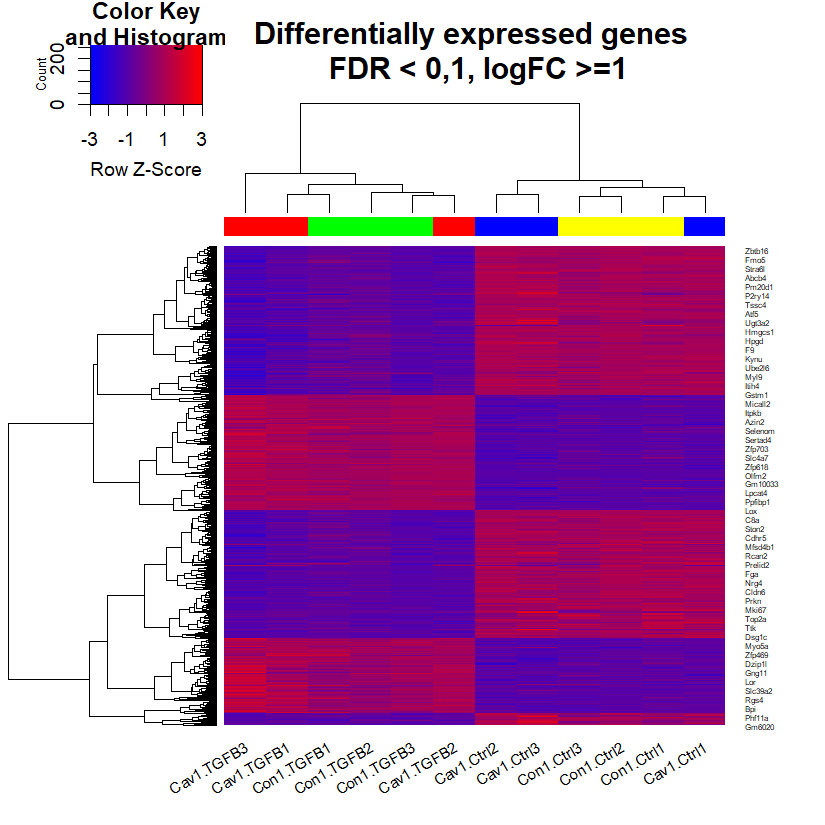 Color Key
and Histogram
Differentially expressed genes
FDR < 0,1, logFC >=1
Count
0
200
-3 -1 1 3
Row Z-Score
Zbtb16
Fmo5
Stra6l
Abcb4
Pm20d1
P2ry14
Tssc4
Atf5
Ugt3a2
Hmgcs1
Hpgd
F9
Kynu
Ube2l6
Myl9
Itih4
Gstm1
Micall2
Itpkb
Azin2
Selenom
Sertad4
Zfp703
Slc4a7
Zfp618
Olfm2
Gm10033
Lpcat4
Ppfibp1
Lox
C8a
Ston2
Cdhr5
Mfsd4b1
Rcan2
Prelid2
Fga
Nrg4
Cldn6
Prkn
Mki67
Top2a
Ttk
Dsg1c
Myo5a
Zfp469
Dzip1l
Gng11
Lor
Slc39a2
Rgs4
Bpi
Phf11a
Gm6020
Cav1.TGFB3
Cav1.TGFB1
Con1.TGFB1
Con1.TGFB2
Con1.TGFB3
Cav1.TGFB2
Cav1.Ctrl2
Cav1.Ctrl3
Con1.Ctrl3
Con1.Ctrl2
Con1.Ctrl1
Cav1.Ctrl1